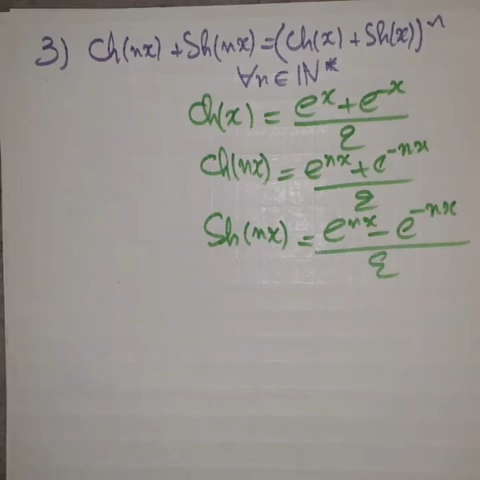 3) Ch(nx) + Sh(nx) = (Ch(x) + Sh(x))^n
∀n ∈ ℕ*
Ch(x) = (e^x + e^-x)/2
Ch(nx) = (e^nx + e^-nx)/2
Sh(nx) = (e^nx - e^-nx)/2